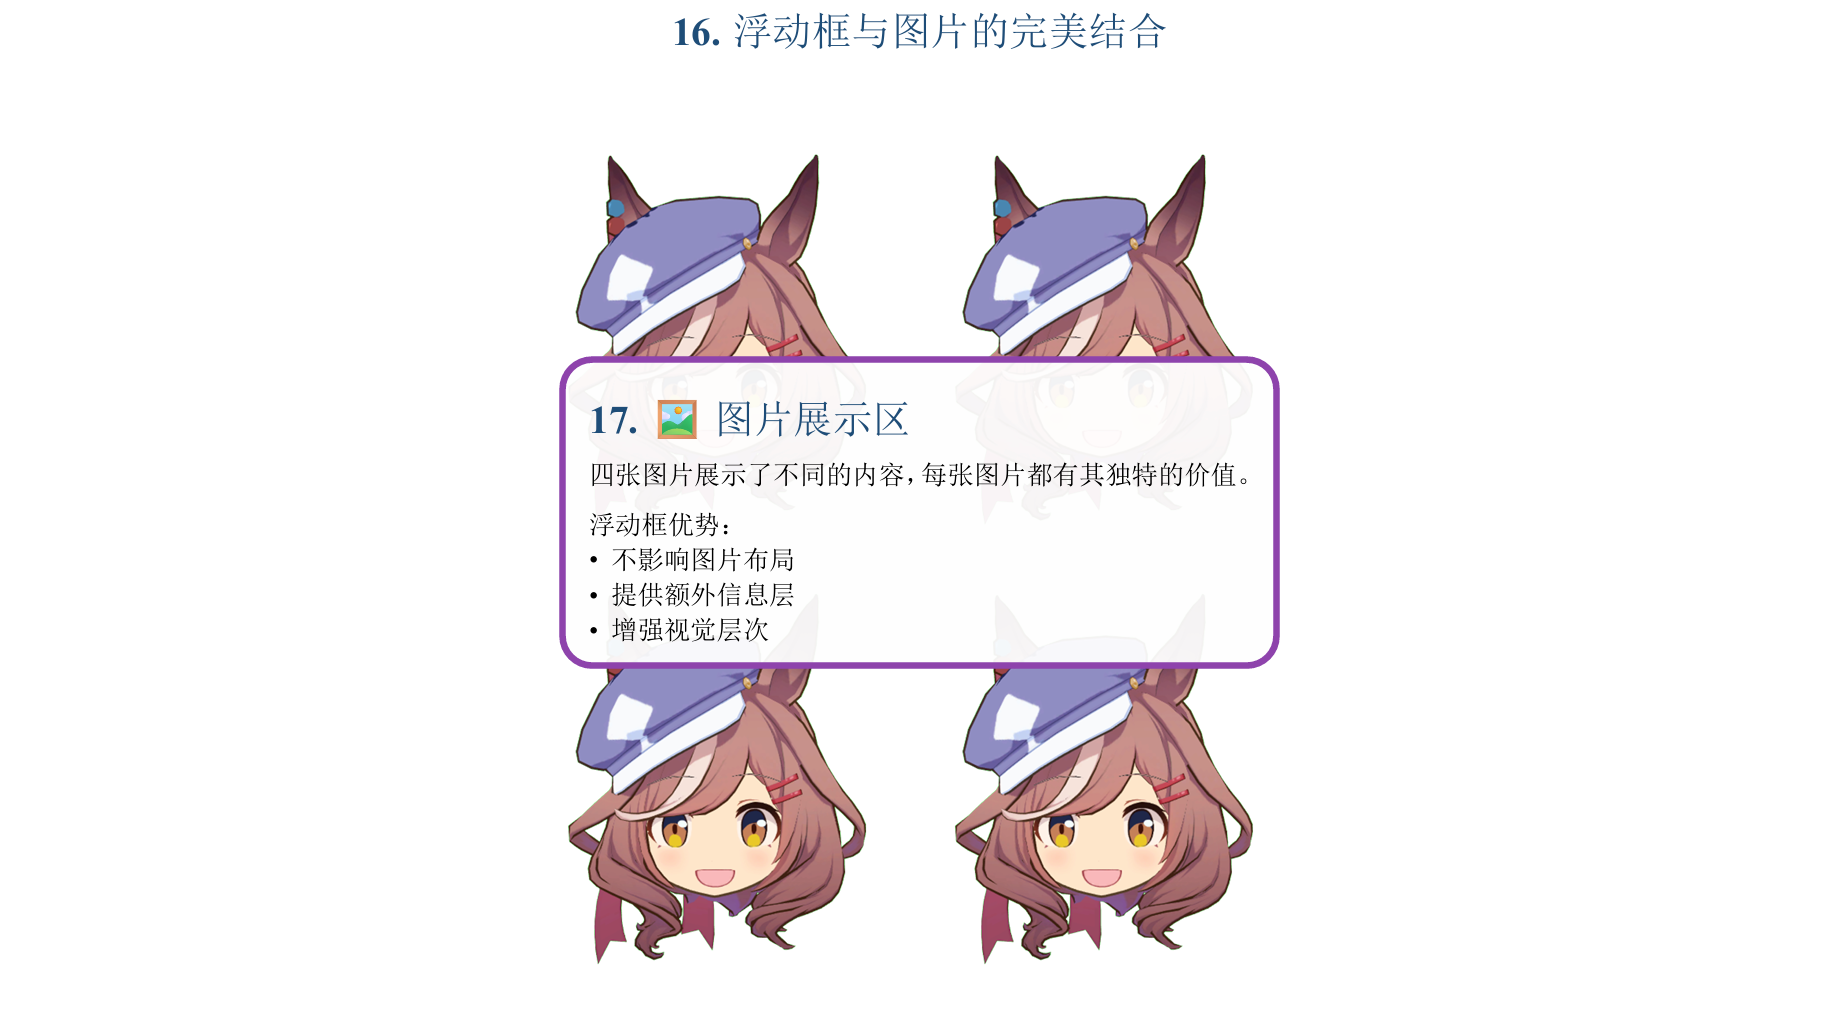 16. 浮动框与图片的完美结合
17. 🖼️ 图片展示区
四张图片展示了不同的内容，每张图片都有其独特的价值。
浮动框优势：
• 不影响图片布局
• 提供额外信息层
• 增强视觉层次